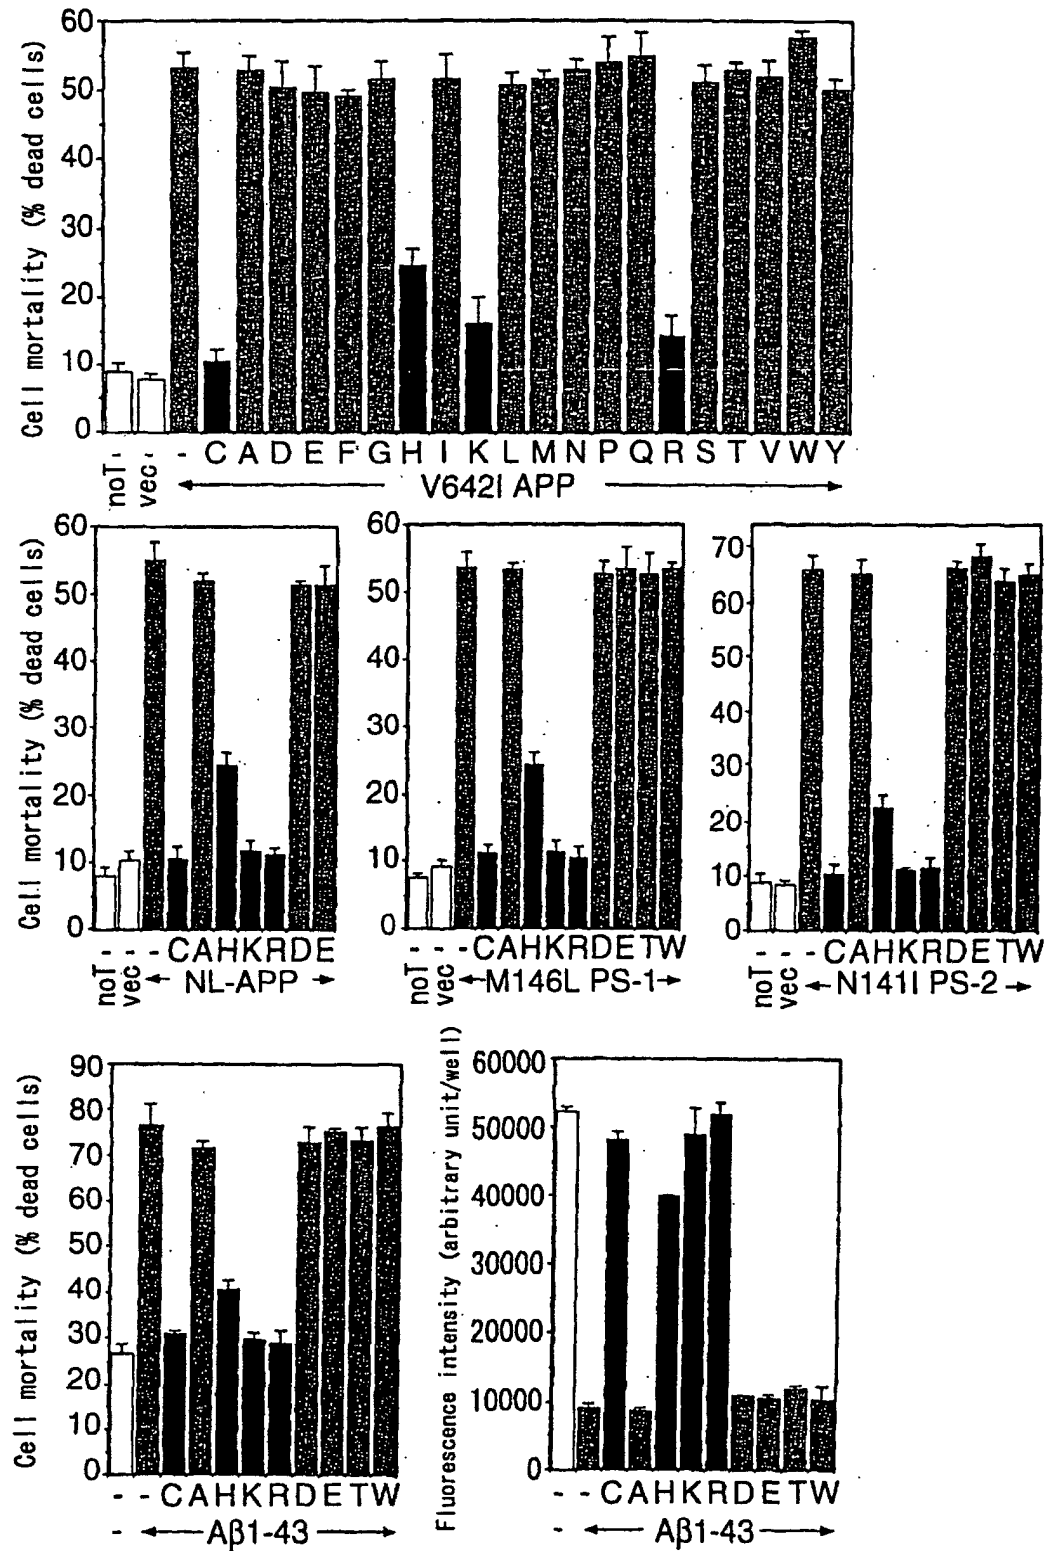 Cell mortality (% dead cells)
60
50
40
30
20
10
0
- - - C A D E F G H I K L M N P Q R S T V W Y
noT vec V642I APP
Cell mortality (% dead cells)
60
50
40
30
20
10
0
- - - C A H K R D E
noT vec NL-APP
60
50
40
30
20
10
0
- - - C A H K R D E T W
noT vec M146L PS-1
70
60
50
40
30
20
10
0
- - - C A H K R D E T W
noT vec N141I PS-2
Cell mortality (% dead cells)
90
80
70
60
50
40
30
20
10
0
- - C A H K R D E T W
- Aβ1-43
Fluorescence intensity (arbitrary unit/well)
60000
50000
40000
30000
20000
10000
0
- - C A H K R D E T W
- Aβ1-43